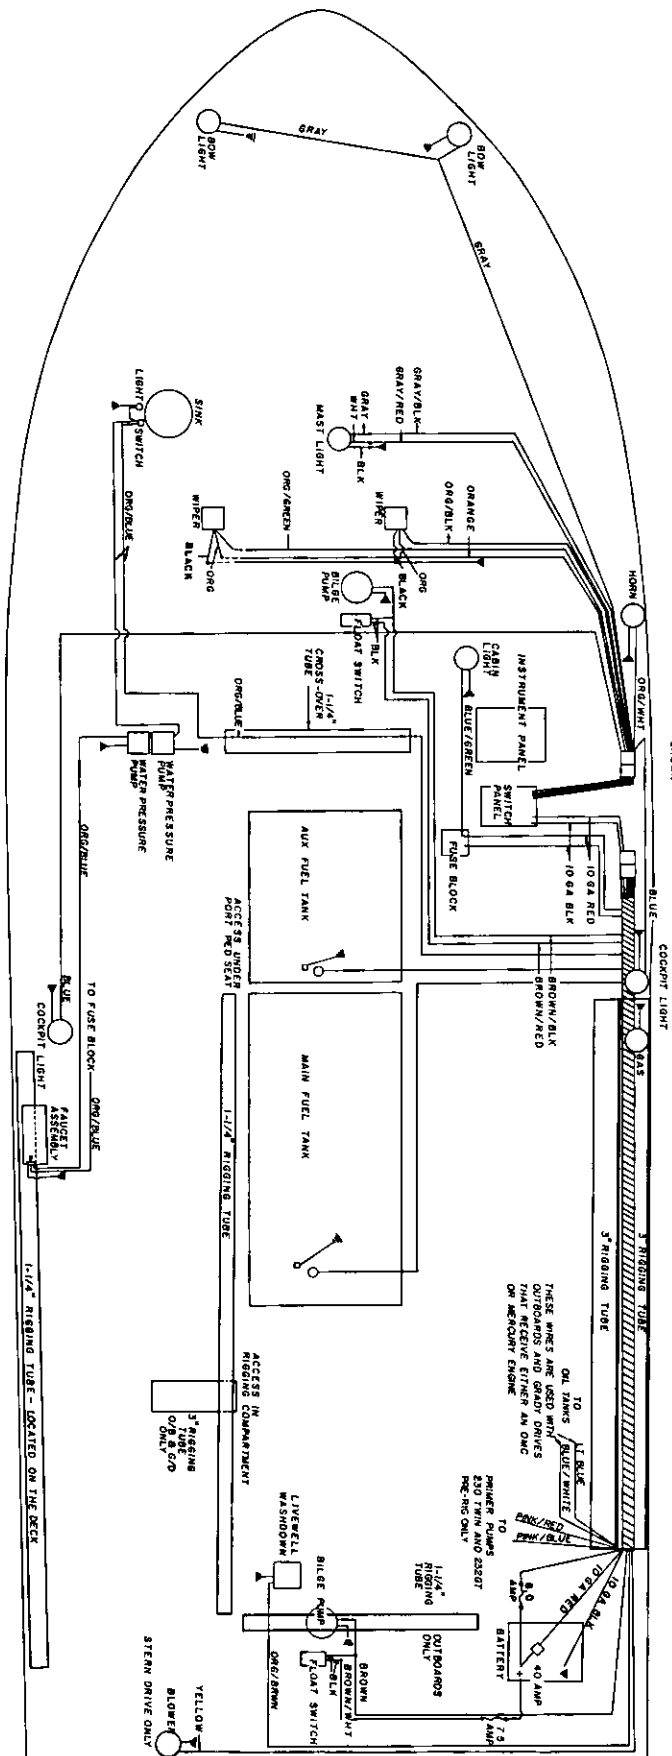 GRAY
BOW
LIGHT
BOW
LIGHT
GRAY
LIGHT
SINK
SWITCH
ORG/BLUE
GRAY/BLK
GRAY/RED
GRAY
WHT
MAST LIGHT
BLK
ORG/GREEN
WIPER
BLACK
ORG
WIPER
ORANGE
ORG/BLK
ORG
BLACK
HORN
ORG/WHT
BILGE
PUMP
FLOAT SWITCH
BLK
CABIN
LIGHT
INSTRUMENT PANEL
BLUE/GREEN
1-1/4"
CROSS-OVER
TUBE
ORG/BLUE
SWITCH
PANEL
FUSE BLOCK
10 GA RED
10 GA BLK
WATER PRESSURE
PUMP
WATER PRESSURE
PUMP
ORG/BLUE
BLUE
COCKPIT LIGHT
AUX FUEL TANK
ACCESS UNDER
PORT PED SEAT
BROWN/BLK
BROWN/RED
GAS
BLUE
COCKPIT LIGHT
TO FUSE BLOCK
ORG/BLUE
FAUCET
ASSEMBLY
MAIN FUEL TANK
1-1/4" RIGGING TUBE
3" RIGGING TUBE
3" RIGGING TUBE
1-1/4" RIGGING TUBE - LOCATED ON THE DECK
THESE WIRES ARE USED WITH
OUTBOARDS AND GRADY DRIVES
THAT RECEIVE EITHER AN OMC
OR MERCURY ENGINE
TO
OIL TANKS
LT BLUE
BLUE/WHITE
ACCESS IN
RIGGING COMPARTMENT
3" RIGGING
TUBE
O/B & G/D
ONLY
TO
PRIMER PUMPS
230 TWIN AND 232GT
PRE-RIG ONLY
PINK/RED
PINK/BLUE
LIVEWELL
WASHDOWN
BILGE PUMP
1-1/4"
RIGGING
TUBE
OUTBOARDS
ONLY
AMP
10 GA RED
10 GA BLK
BATTERY
40 AMP
7.5
AMP
BROWN
BROWN/WHT
BLK
FLOAT SWITCH
ORG/BRWN
YELLOW
BLOWER
STERN DRIVE ONLY